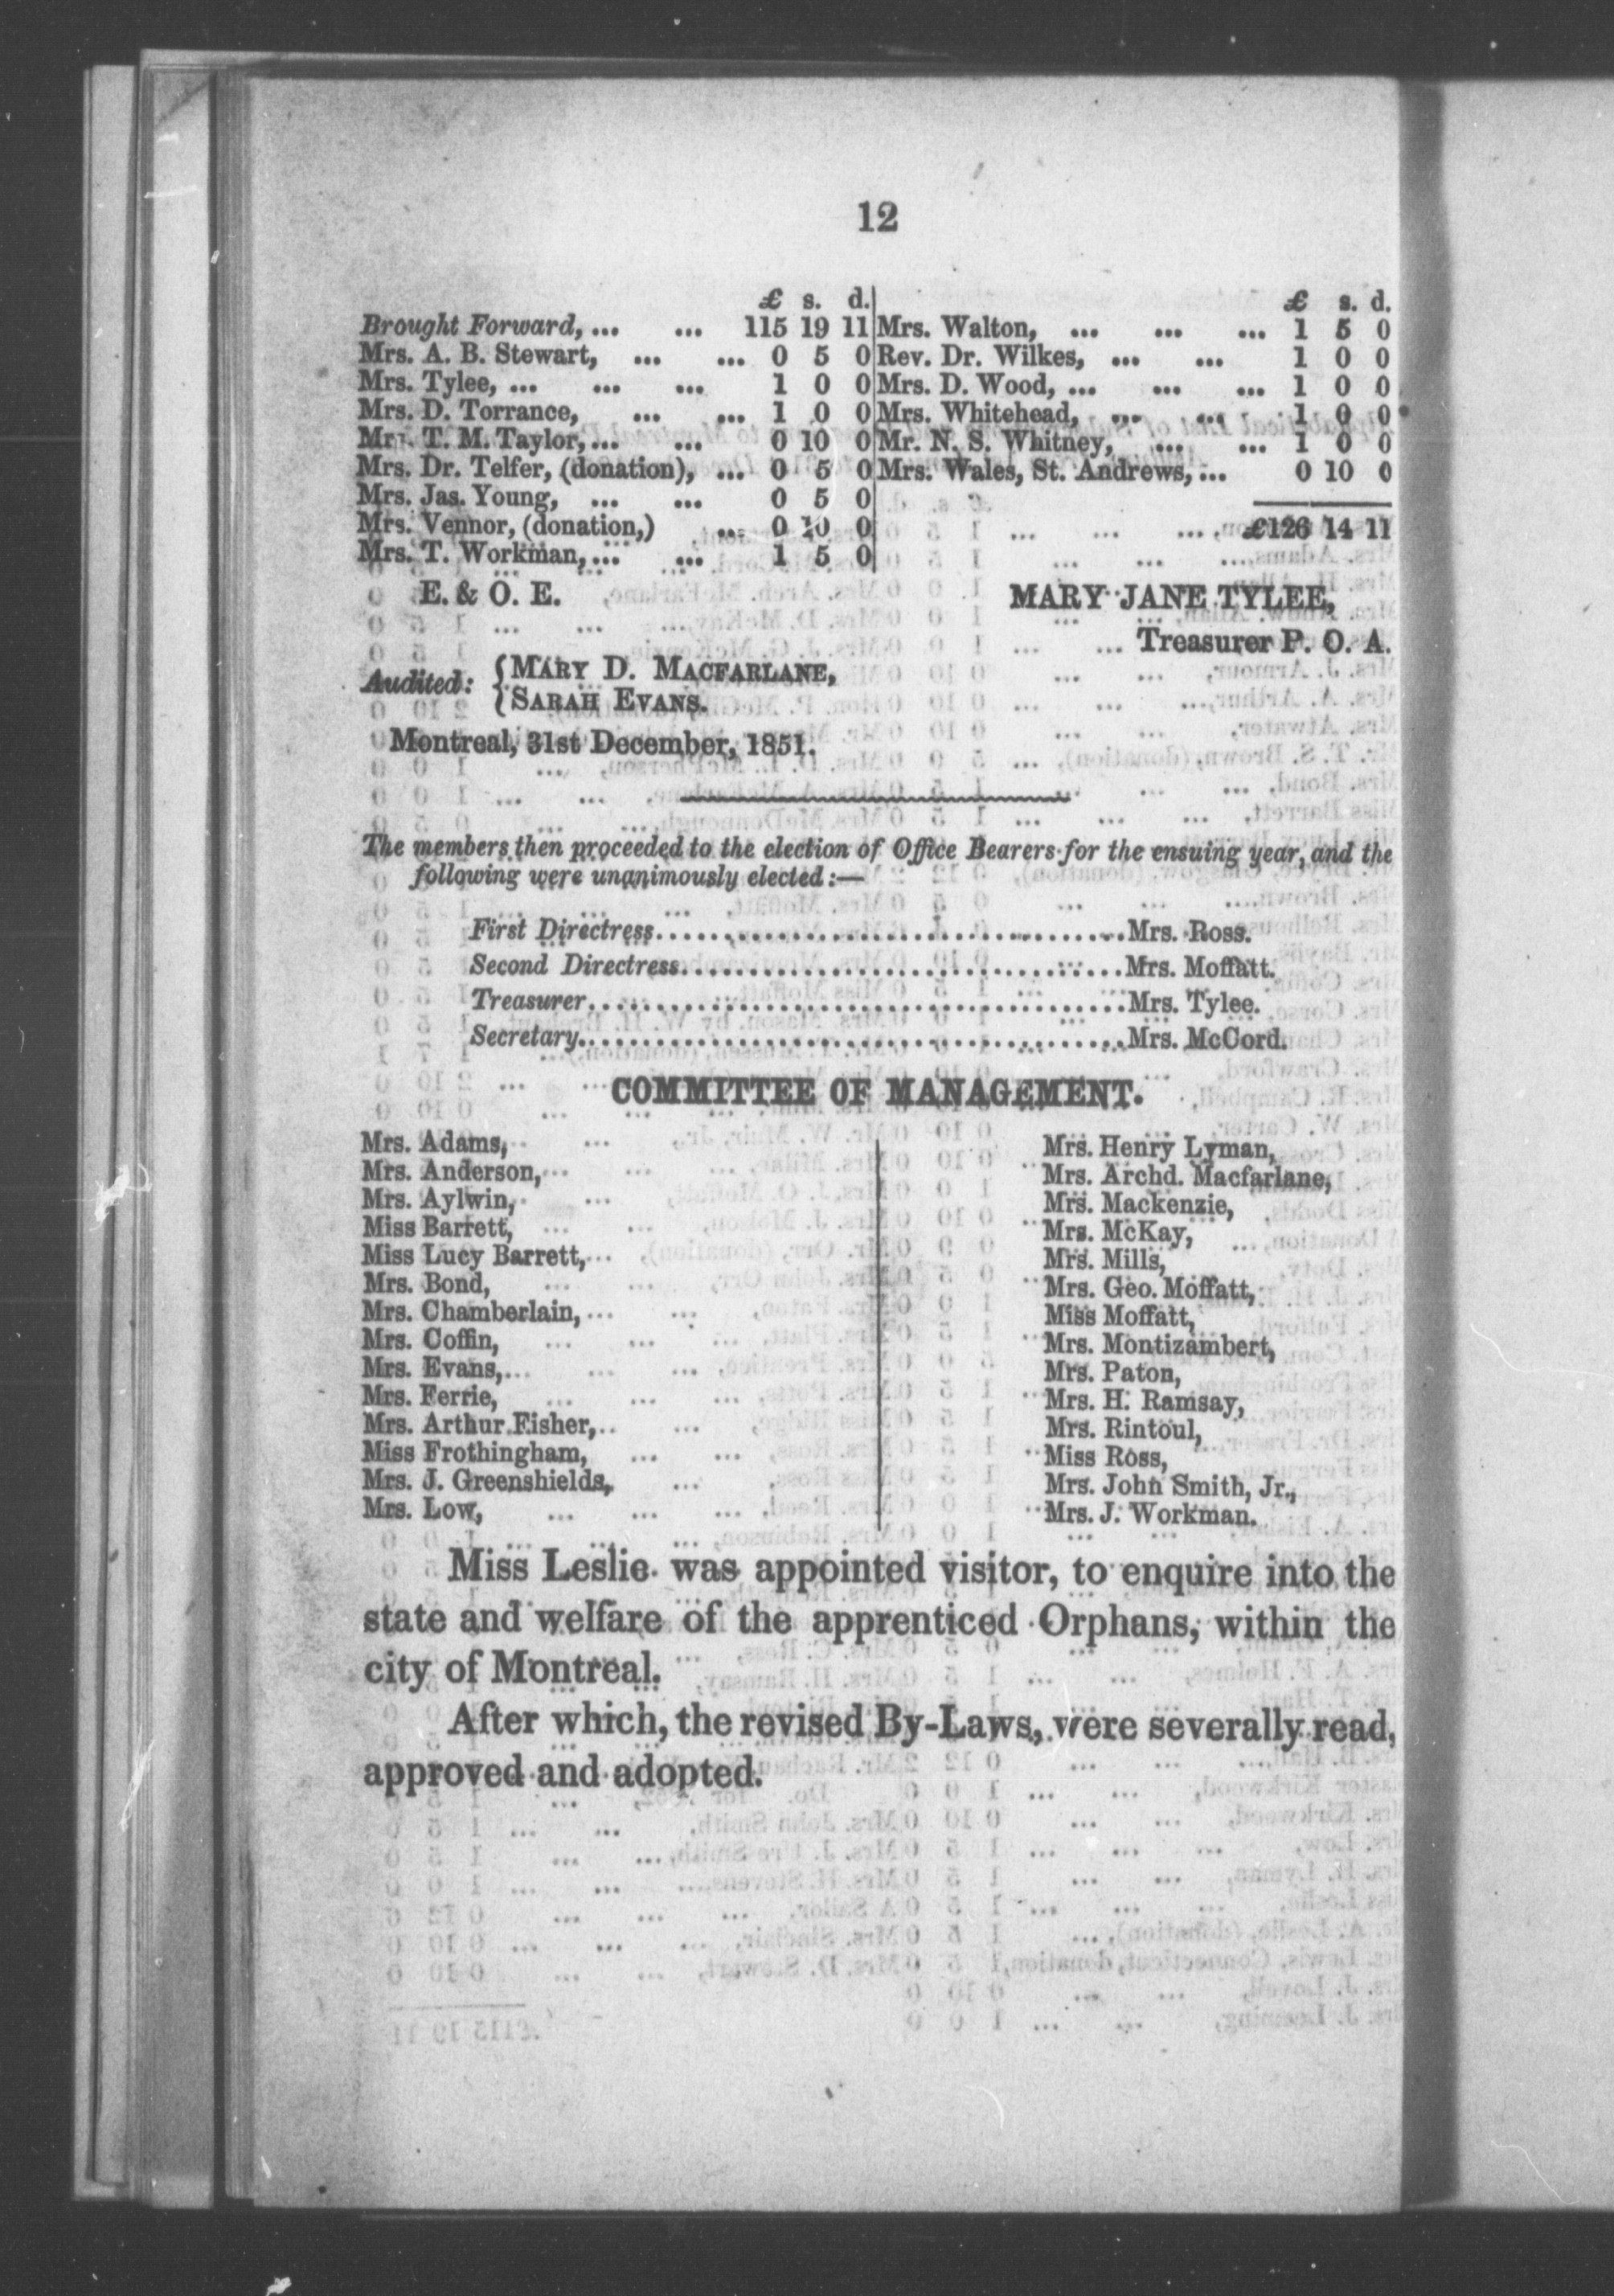 12
£ s. d.
Brought Forward, ... ... 115 19 11
Mrs. A. B. Stewart, ... ... 0 5 0
Mrs. Tylee, ... ... ... 1 0 0
Mrs. D. Torrance, ... ... 1 0 0
Mr. T. M. Taylor, ... ... 0 10 0
Mrs. Dr. Telfer, (donation), ... 0 5 0
Mrs. Jas. Young, ... ... 0 5 0
Mrs. Vennor, (donation,) ... 0 10 0
Mrs. T. Workman, ... ... 1 5 0
£ s. d.
Mrs. Walton, ... ... ... 1 5 0
Rev. Dr. Wilkes, ... ... 1 0 0
Mrs. D. Wood, ... ... ... 1 0 0
Mrs. Whitehead, ... ... 1 0 0
Mr. N. S. Whitney, ... ... 1 0 0
Mrs. Wales, St. Andrews, ... 0 10 0
£126 14 11
E. & O. E.
MARY JANE TYLEE,
Treasurer P. O. A.
Audited: { MARY D. MACFARLANE,
{ SARAH EVANS.
Montreal, 31st December, 1851.
The members then proceeded to the election of Office Bearers for the ensuing year, and the
following were unanimously elected:—
First Directress..................................Mrs. Ross.
Second Directress..................................Mrs. Moffatt.
Treasurer..................................Mrs. Tylee.
Secretary..................................Mrs. McCord.
COMMITTEE OF MANAGEMENT.
Mrs. Adams,
Mrs. Anderson,
Mrs. Aylwin,
Miss Barrett,
Miss Lucy Barrett,
Mrs. Bond,
Mrs. Chamberlain,
Mrs. Coffin,
Mrs. Evans,
Mrs. Ferrie,
Mrs. Arthur Fisher,
Miss Frothingham,
Mrs. J. Greenshields,
Mrs. Low,
Mrs. Henry Lyman,
Mrs. Archd. Macfarlane,
Mrs. Mackenzie,
Mrs. McKay,
Mrs. Mills,
Mrs. Geo. Moffatt,
Miss Moffatt,
Mrs. Montizambert,
Mrs. Paton,
Mrs. H. Ramsay,
Mrs. Rintoul,
Miss Ross,
Mrs. John Smith, Jr.,
Mrs. J. Workman.
Miss Leslie was appointed visitor, to enquire into the
state and welfare of the apprenticed Orphans, within the
city of Montreal.
After which, the revised By-Laws, were severally read,
approved and adopted.